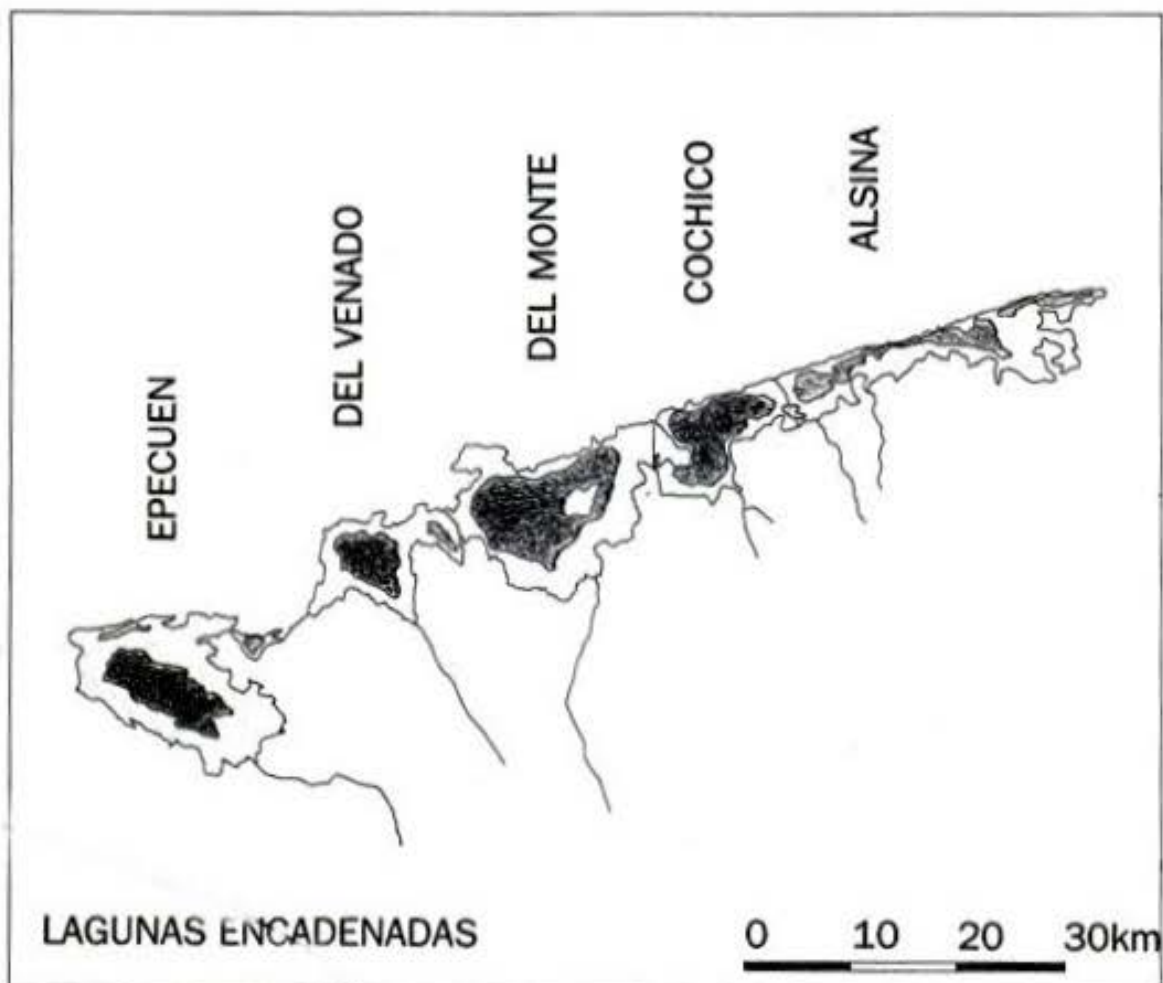 EPECUEN
DEL VENADO
DEL MONTE
COCHICO
ALSINA
LAGUNAS ENCADENADAS
0 10 20 30km